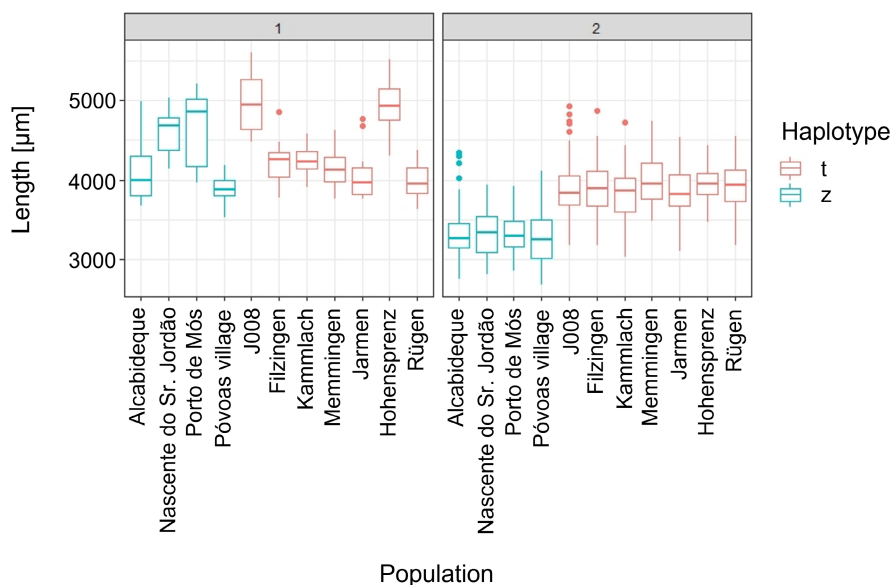 1
2
Length [µm]
5000
4000
3000
Alcabideque
Nascente do Sr. Jordão
Porto de Mós
Póvoas village
J008
Filzingen
Kammlach
Memmingen
Jarmen
Hohensprenz
Rügen
Alcabideque
Nascente do Sr. Jordão
Porto de Mós
Póvoas village
J008
Filzingen
Kammlach
Memmingen
Jarmen
Hohensprenz
Rügen
Population
Haplotype
t
z